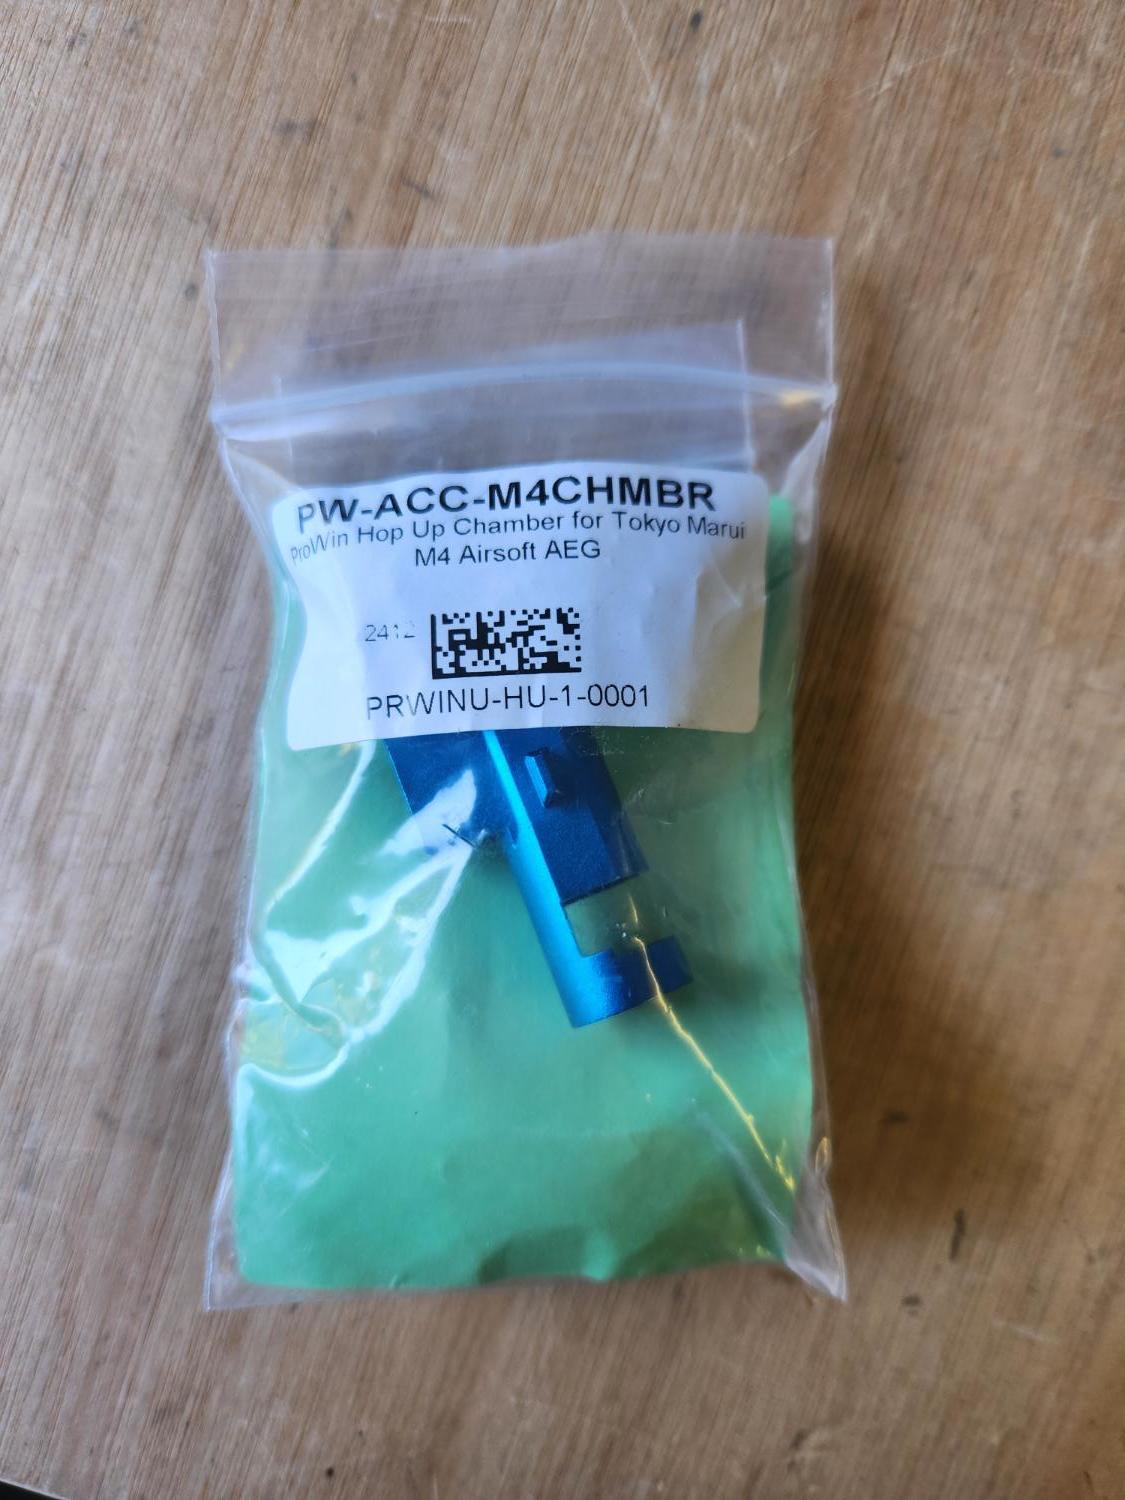 PW-ACC-M4CHMBR
ProWin Hop Up Chamber for Tokyo Marui
M4 Airsoft AEG
2412
PRWINU-HU-1-0001